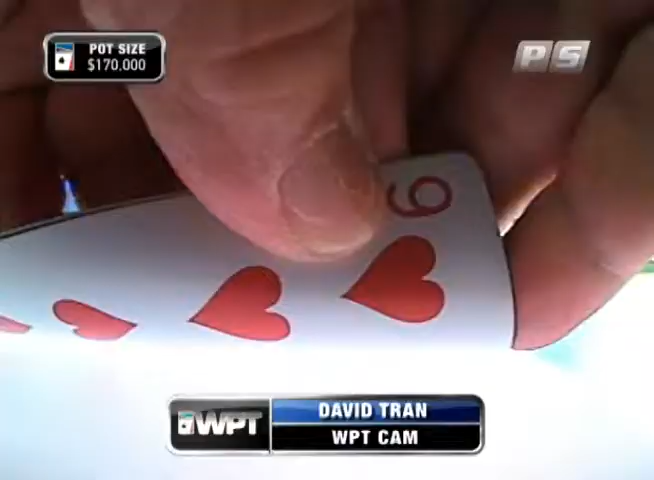 POT SIZE
$170,000
PS
9
WPT
DAVID TRAN
WPT CAM